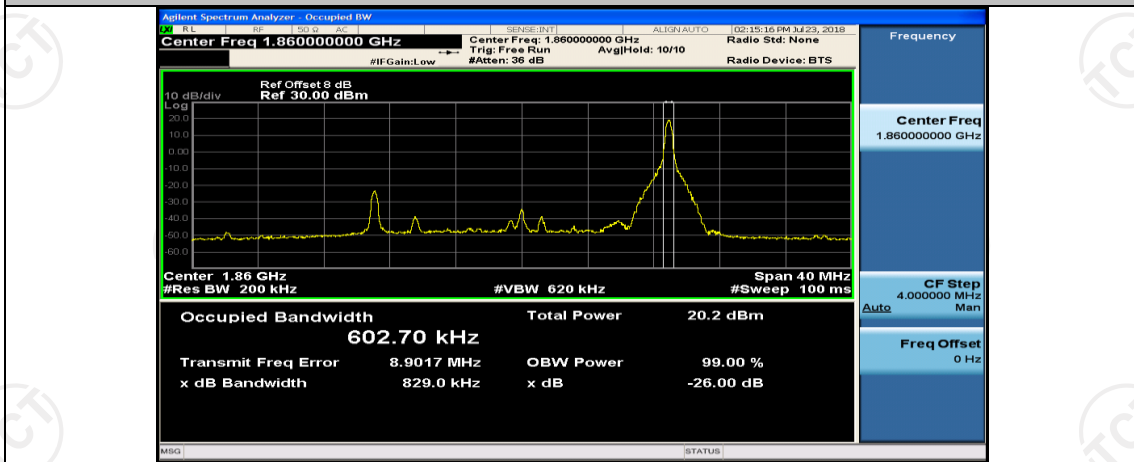 Agilent Spectrum Analyzer - Occupied BW
LXI RL RF 50 Ω AC SENSE:INT ALIGN AUTO 02:15:16 PM Jul 23, 2018
Center Freq 1.860000000 GHz
Center Freq: 1.860000000 GHz
Radio Std: None
Trig: Free Run Avg|Hold: 10/10
#IFGain:Low #Atten: 36 dB Radio Device: BTS
Ref Offset 8 dB
10 dB/div Ref 30.00 dBm
Log
20.0
10.0
0.00
-10.0
-20.0
-30.0
-40.0
-50.0
-60.0
Center 1.86 GHz Span 40 MHz
#Res BW 200 kHz #VBW 620 kHz #Sweep 100 ms
Occupied Bandwidth Total Power 20.2 dBm
602.70 kHz
Transmit Freq Error 8.9017 MHz OBW Power 99.00 %
x dB Bandwidth 829.0 kHz x dB -26.00 dB
MSG STATUS
Frequency
Center Freq
1.860000000 GHz
CF Step
4.000000 MHz
Auto Man
Freq Offset
0 Hz
TCT
TCT
TCT
TCT